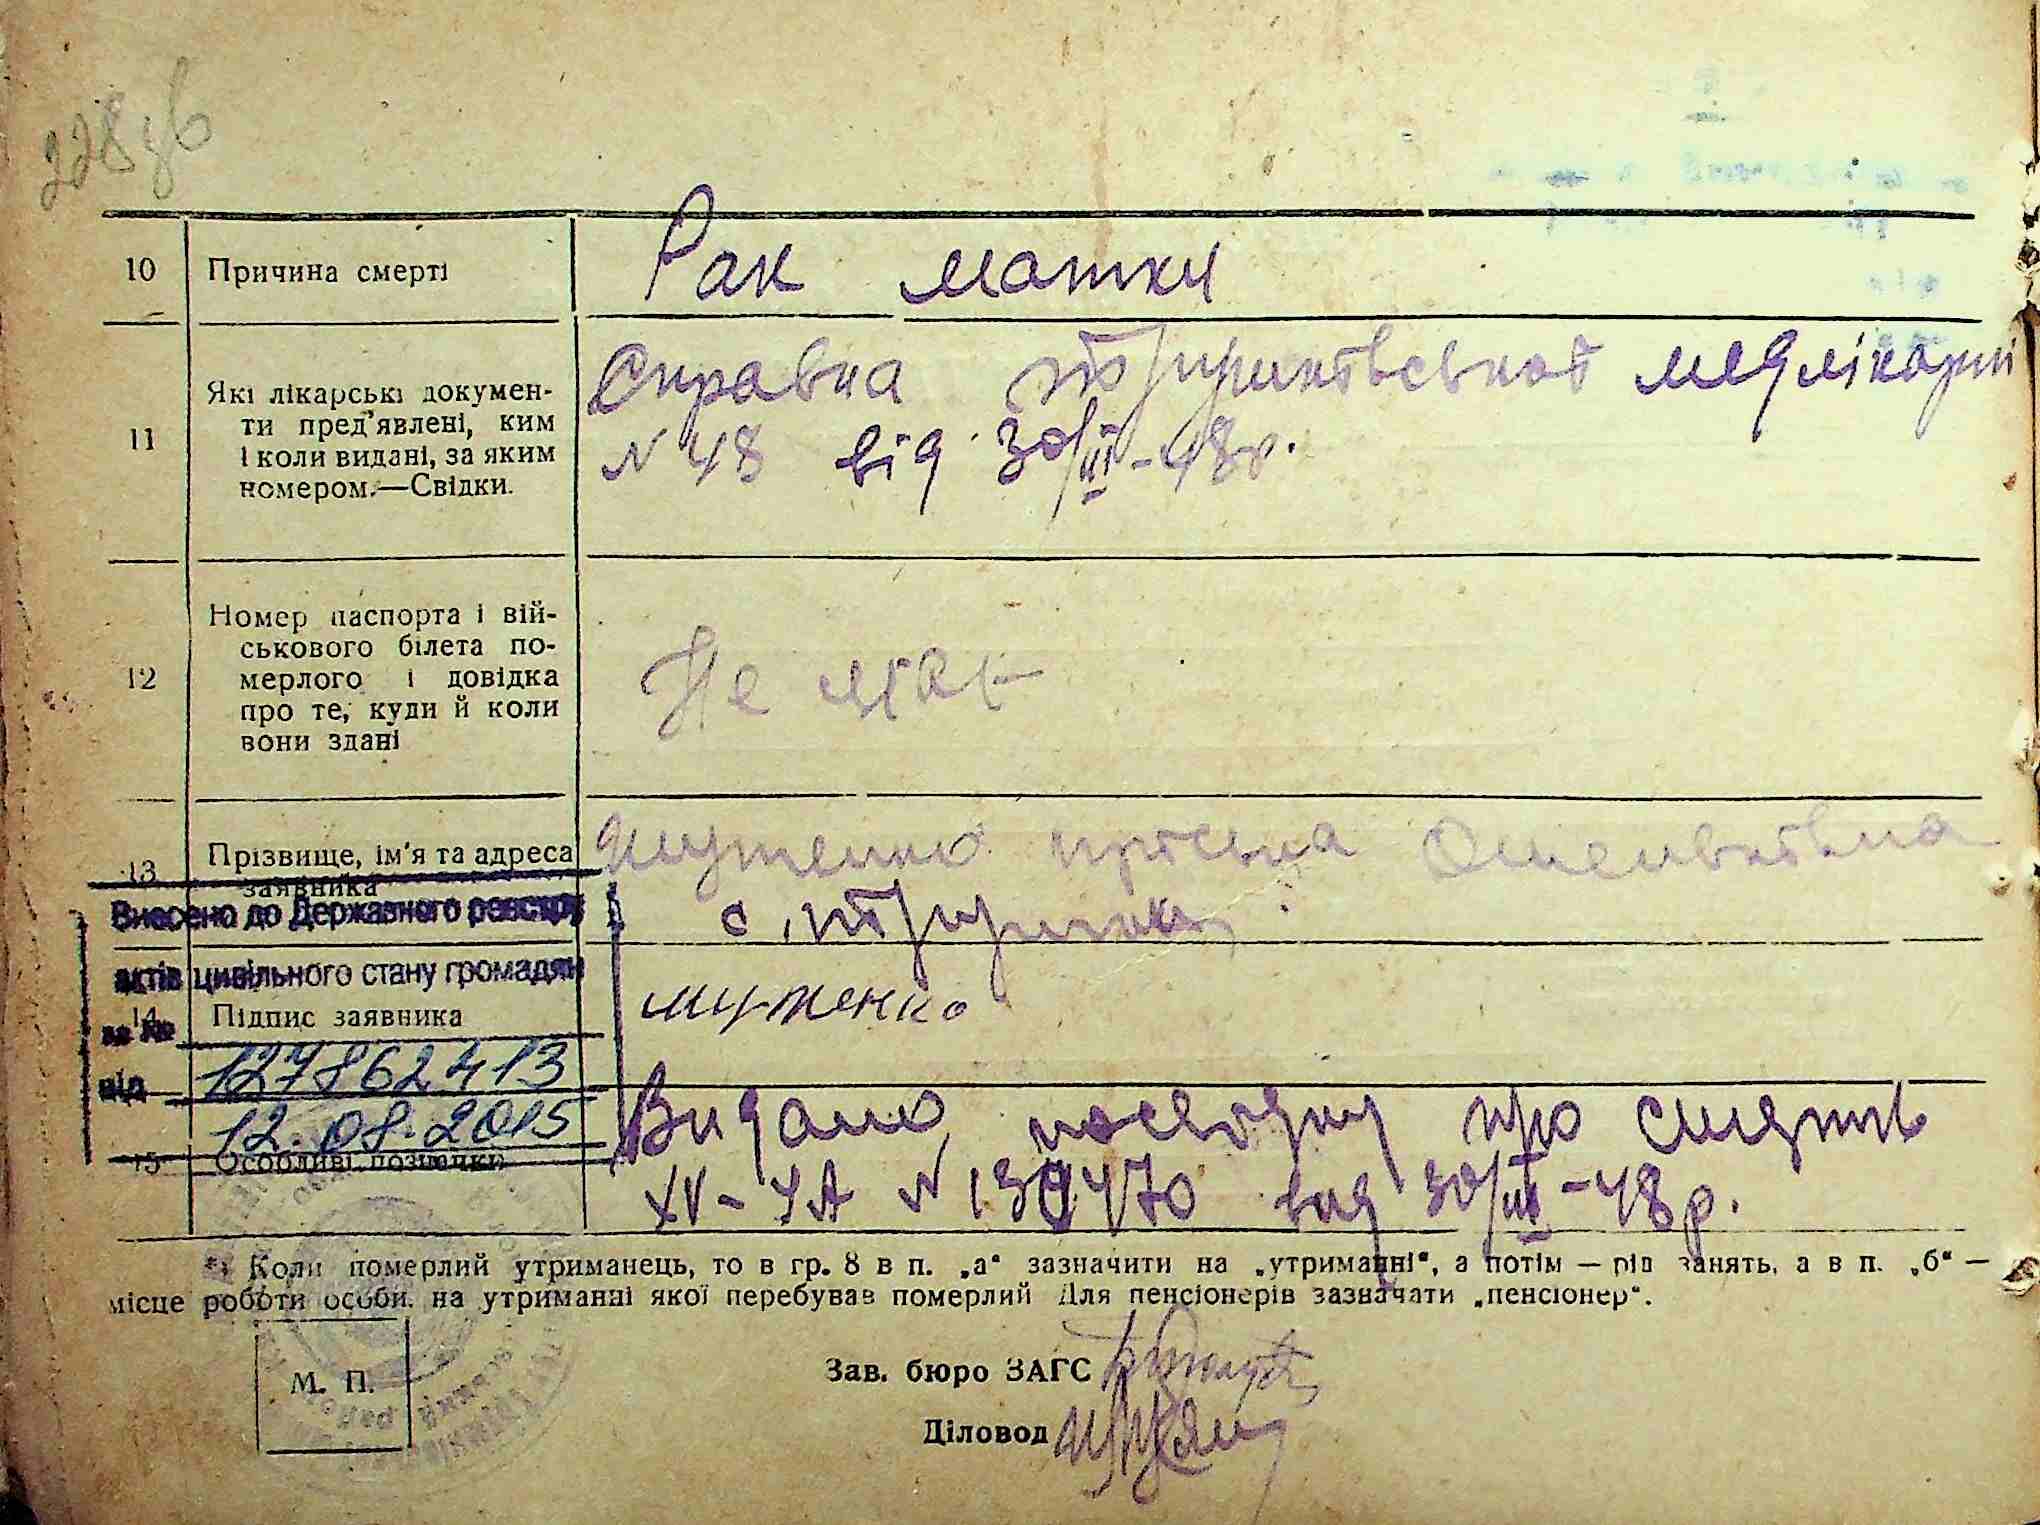 228 зв
10 Причина смерті Рак матки
11 Які лікарські докумен-
ти пред'явлені, ким
і коли видані, за яким
номером.—Свідки.
Справка медлікарні
N 48 від 30/III-48р.
12 Номер паспорта і вій-
ськового білета по-
мерлого і довідка
про те, куди й коли
вони здані
Не має
13 Прізвище, ім'я та адреса
заявника
Внесено до Державного реєстру
актів цивільного стану громадян
за №
127862413
від
12.08.2015
14 Підпис заявника
15 Особливі позначки
Видано посвідку про смерть
XV-УА N 139470 від 30/III-48р.
*) Коли померлий утриманець, то в гр. 8 в п. „а“ зазначити на „утриманні“, а потім — рід занять, а в п. „б“ —
місце роботи особи, на утриманні якої перебував померлий Для пенсіонерів зазначати „пенсіонер“.
М. П.
Зав. бюро ЗАГС
Діловод